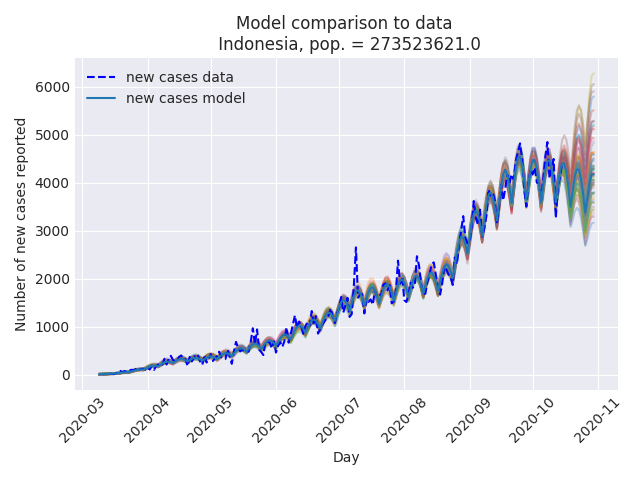 Model comparison to data
Indonesia, pop. = 273523621.0
new cases data
new cases model
Number of new cases reported
6000
5000
4000
3000
2000
1000
0
2020-03
2020-04
2020-05
2020-06
2020-07
2020-08
2020-09
2020-10
2020-11
Day